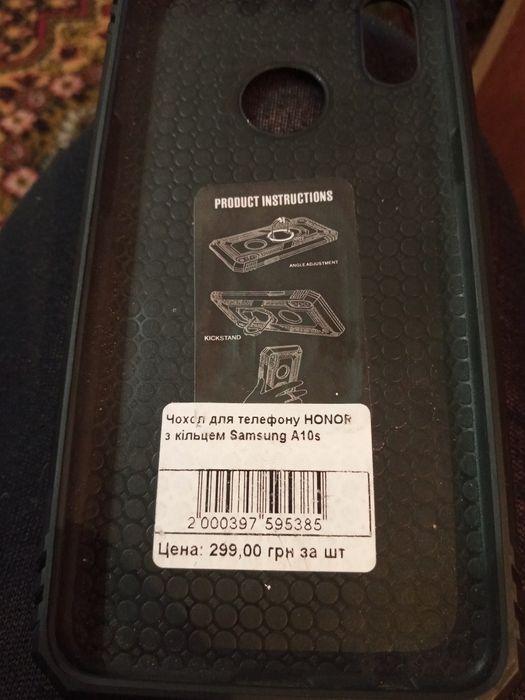 PRODUCT INSTRUCTIONS
ANGLE ADJUSTMENT
KICKSTAND
Чохол для телефону HONOR
з кільцем Samsung A10s
2 000397 595385
Ціна: 299,00 грн за шт